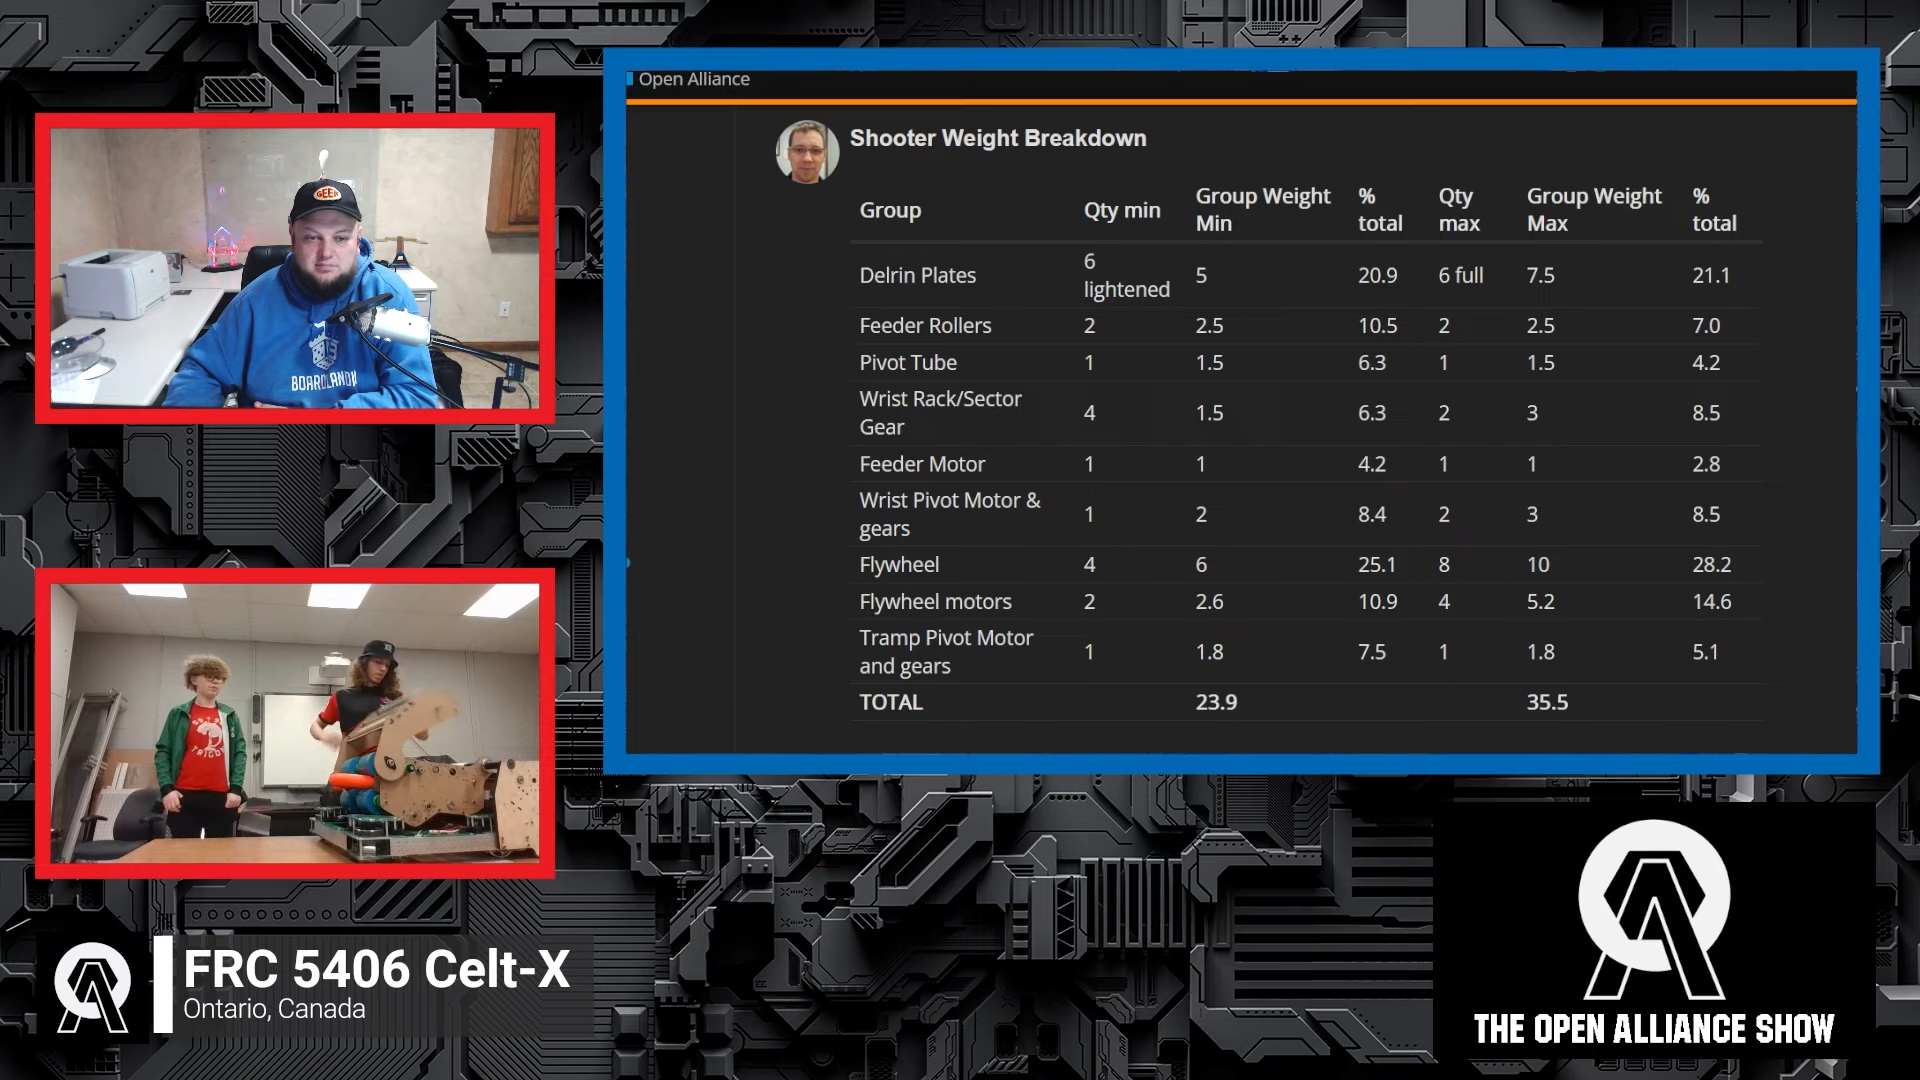 Open Alliance
Shooter Weight Breakdown
Group Qty min Group Weight Min % total Qty max Group Weight Max % total
Delrin Plates 6 lightened 5 20.9 6 full 7.5 21.1
Feeder Rollers 2 2.5 10.5 2 2.5 7.0
Pivot Tube 1 1.5 6.3 1 1.5 4.2
Wrist Rack/Sector Gear 4 1.5 6.3 2 3 8.5
Feeder Motor 1 1 4.2 1 1 2.8
Wrist Pivot Motor & gears 1 2 8.4 2 3 8.5
Flywheel 4 6 25.1 8 10 28.2
Flywheel motors 2 2.6 10.9 4 5.2 14.6
Tramp Pivot Motor and gears 1 1.8 7.5 1 1.8 5.1
TOTAL 23.9 35.5
GEEK
FRC 5406 Celt-X
Ontario, Canada
THE OPEN ALLIANCE SHOW